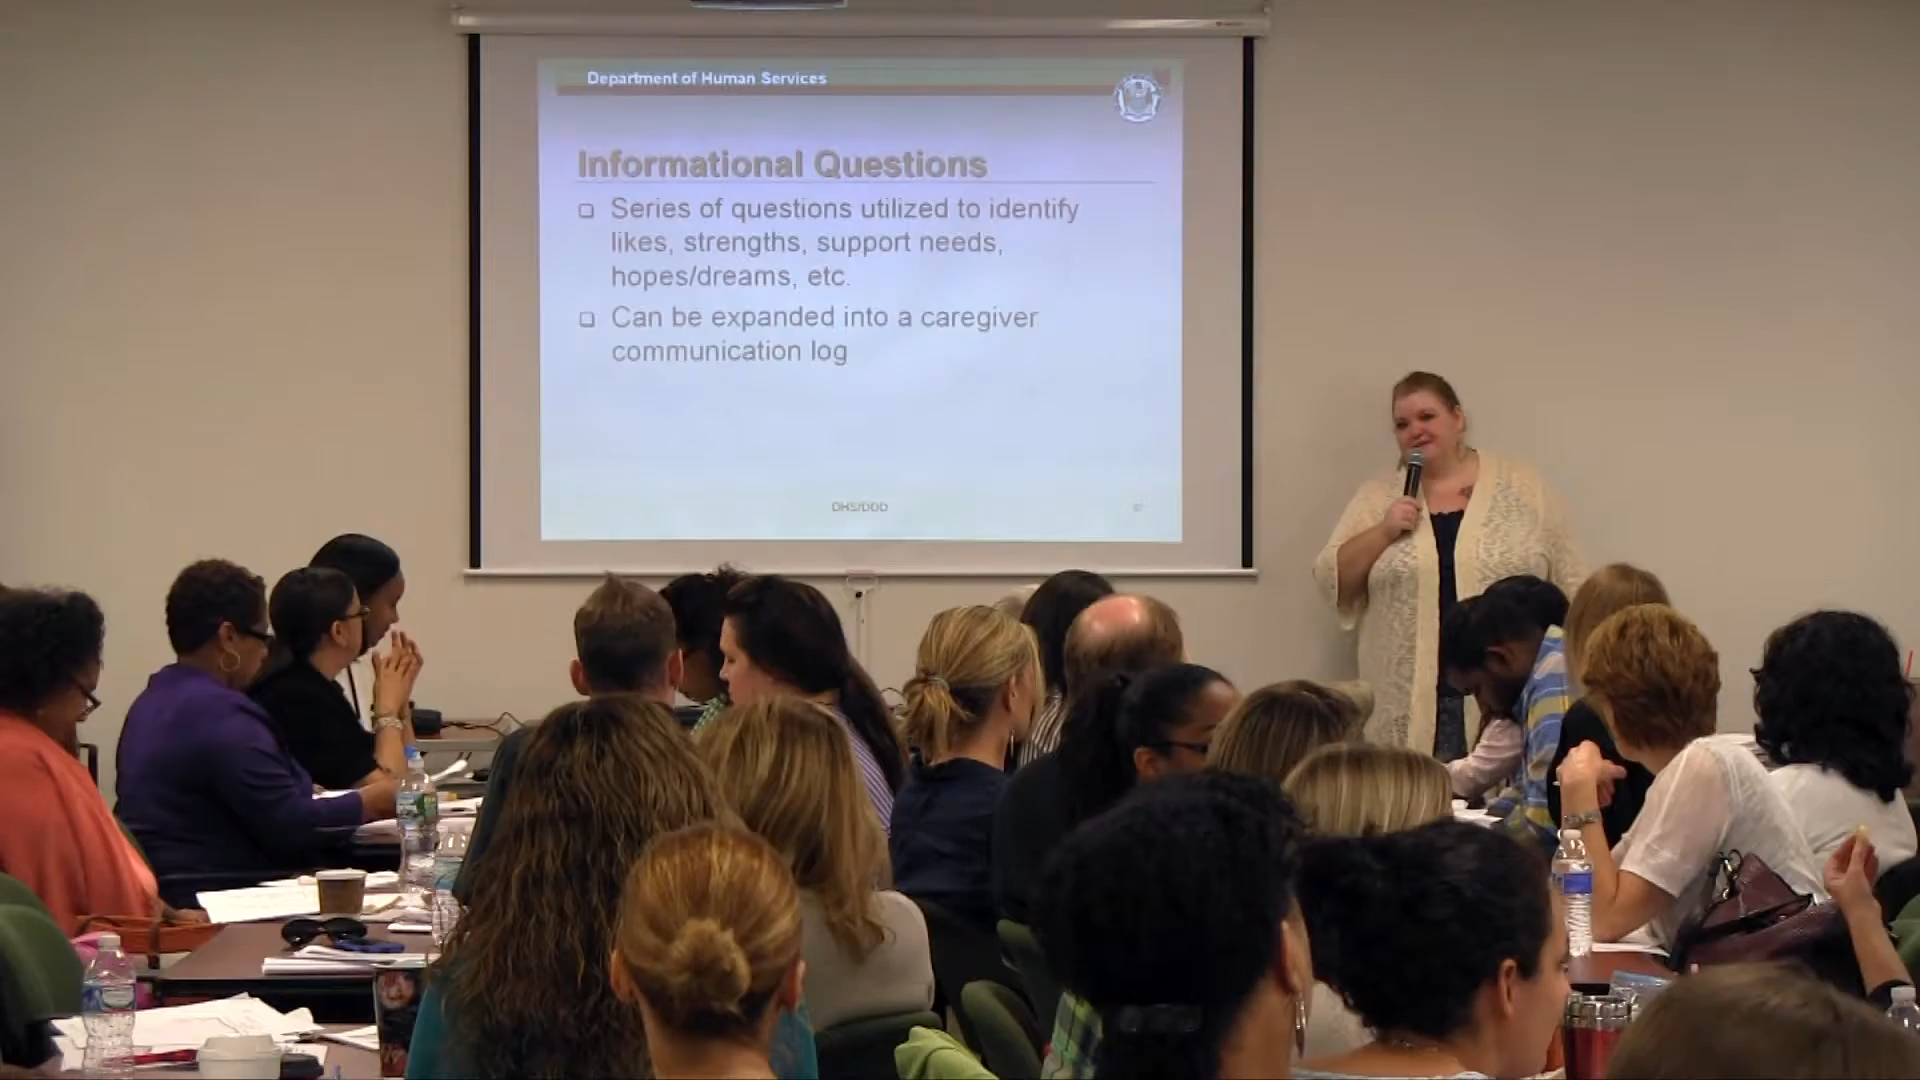 Department of Human Services
Informational Questions
Series of questions utilized to identify
likes, strengths, support needs,
hopes/dreams, etc.
Can be expanded into a caregiver
communication log
DHS/DDD